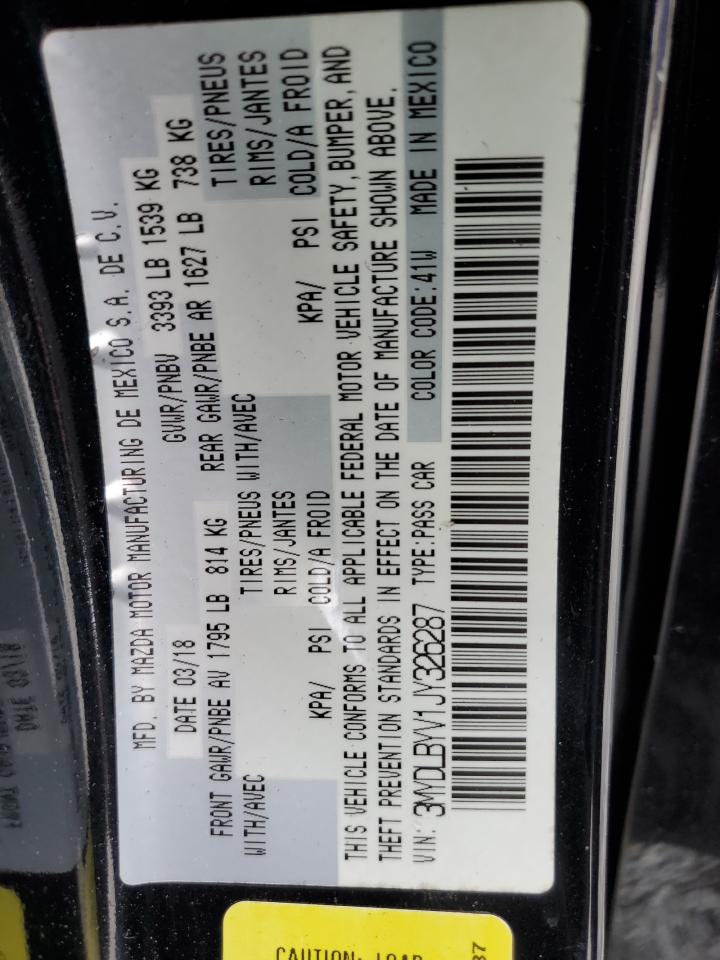 MFD. BY MAZDA MOTOR MANUFACTURING DE MEXICO S.A. DE C.V.
DATE 03/18 GVWR/PNBV 3393 LB 1539 KG
FRONT GAWR/PNBE AV 1795 LB 814 KG REAR GAWR/PNBE AR 1627 LB 738 KG
WITH/AVEC TIRES/PNEUS WITH/AVEC TIRES/PNEUS
RIMS/JANTES RIMS/JANTES
KPA/ PSI COLD/A FROID KPA/ PSI COLD/A FROID
THIS VEHICLE CONFORMS TO ALL APPLICABLE FEDERAL MOTOR VEHICLE SAFETY, BUMPER, AND
THEFT PREVENTION STANDARDS IN EFFECT ON THE DATE OF MANUFACTURE SHOWN ABOVE.
VIN: 3MYDLBYV1JY326287 TYPE:PASS CAR COLOR CODE:41W MADE IN MEXICO
CAUTION: LOAD